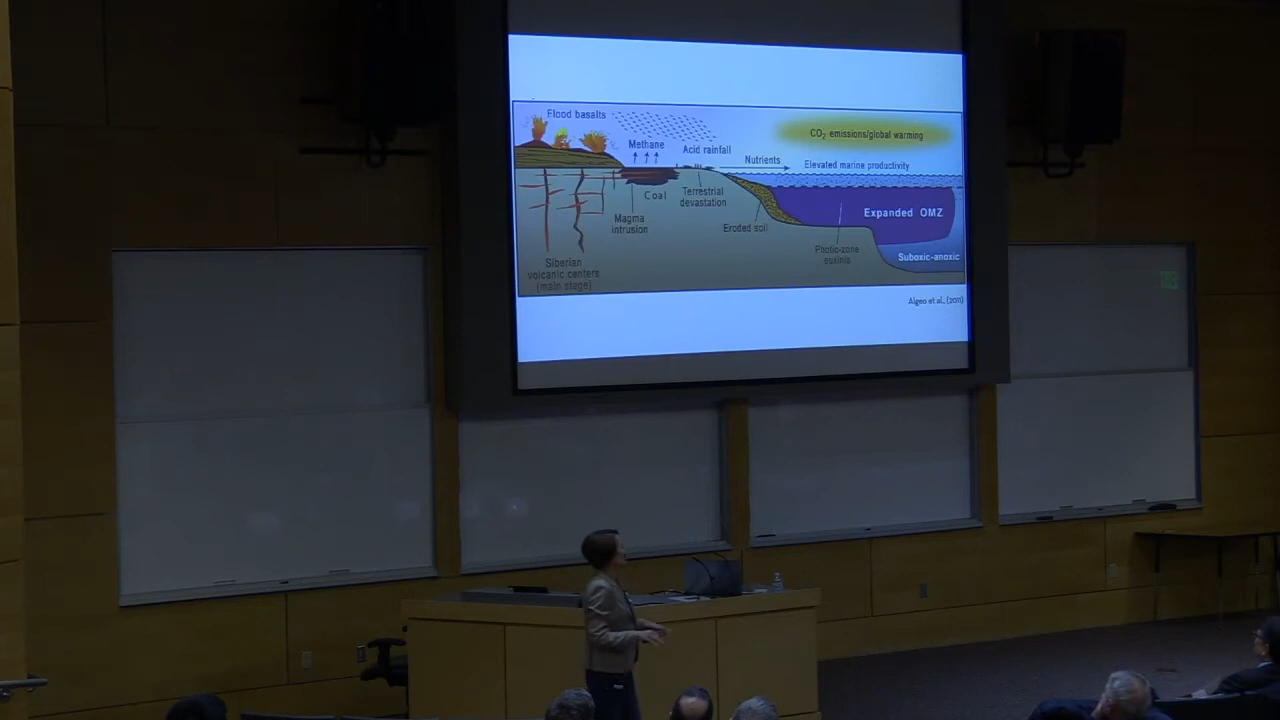 Flood basalts
CO2 emissions/global warming
Methane
Acid rainfall
Nutrients
Elevated marine productivity
Coal
Terrestrial
devastation
Magma
intrusion
Eroded soil
Expanded OMZ
Photic-zone
euxinia
Suboxic-anoxic
Siberian
volcanic centers
(main stage)
Algeo et al., (2011)